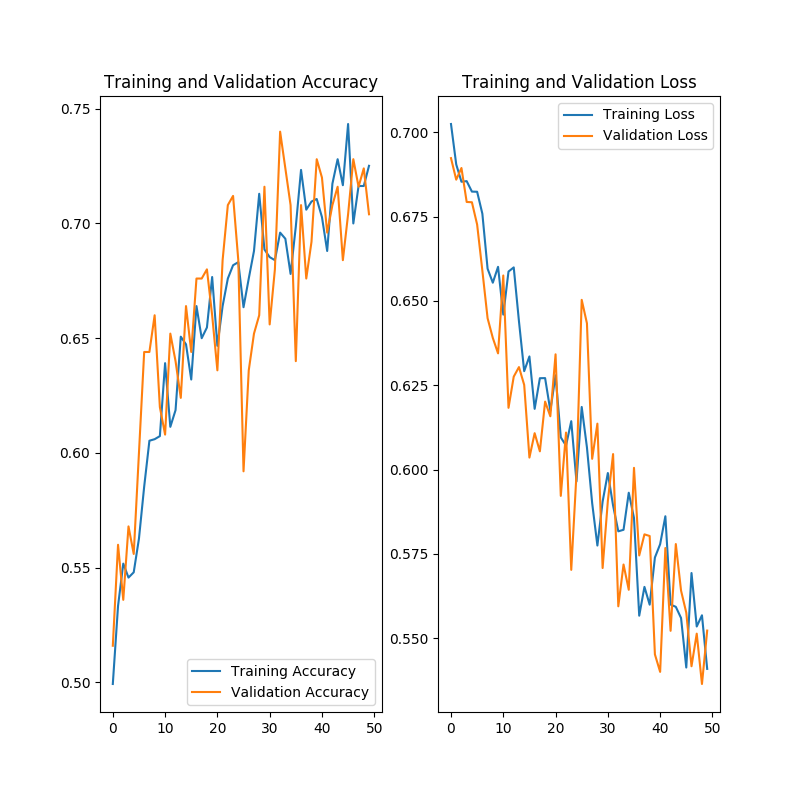 Training and Validation Accuracy
0.75
0.70
0.65
0.60
0.55
0.50
0 10 20 30 40 50
Training Accuracy
Validation Accuracy
Training and Validation Loss
0.700
0.675
0.650
0.625
0.600
0.575
0.550
0 10 20 30 40 50
Training Loss
Validation Loss